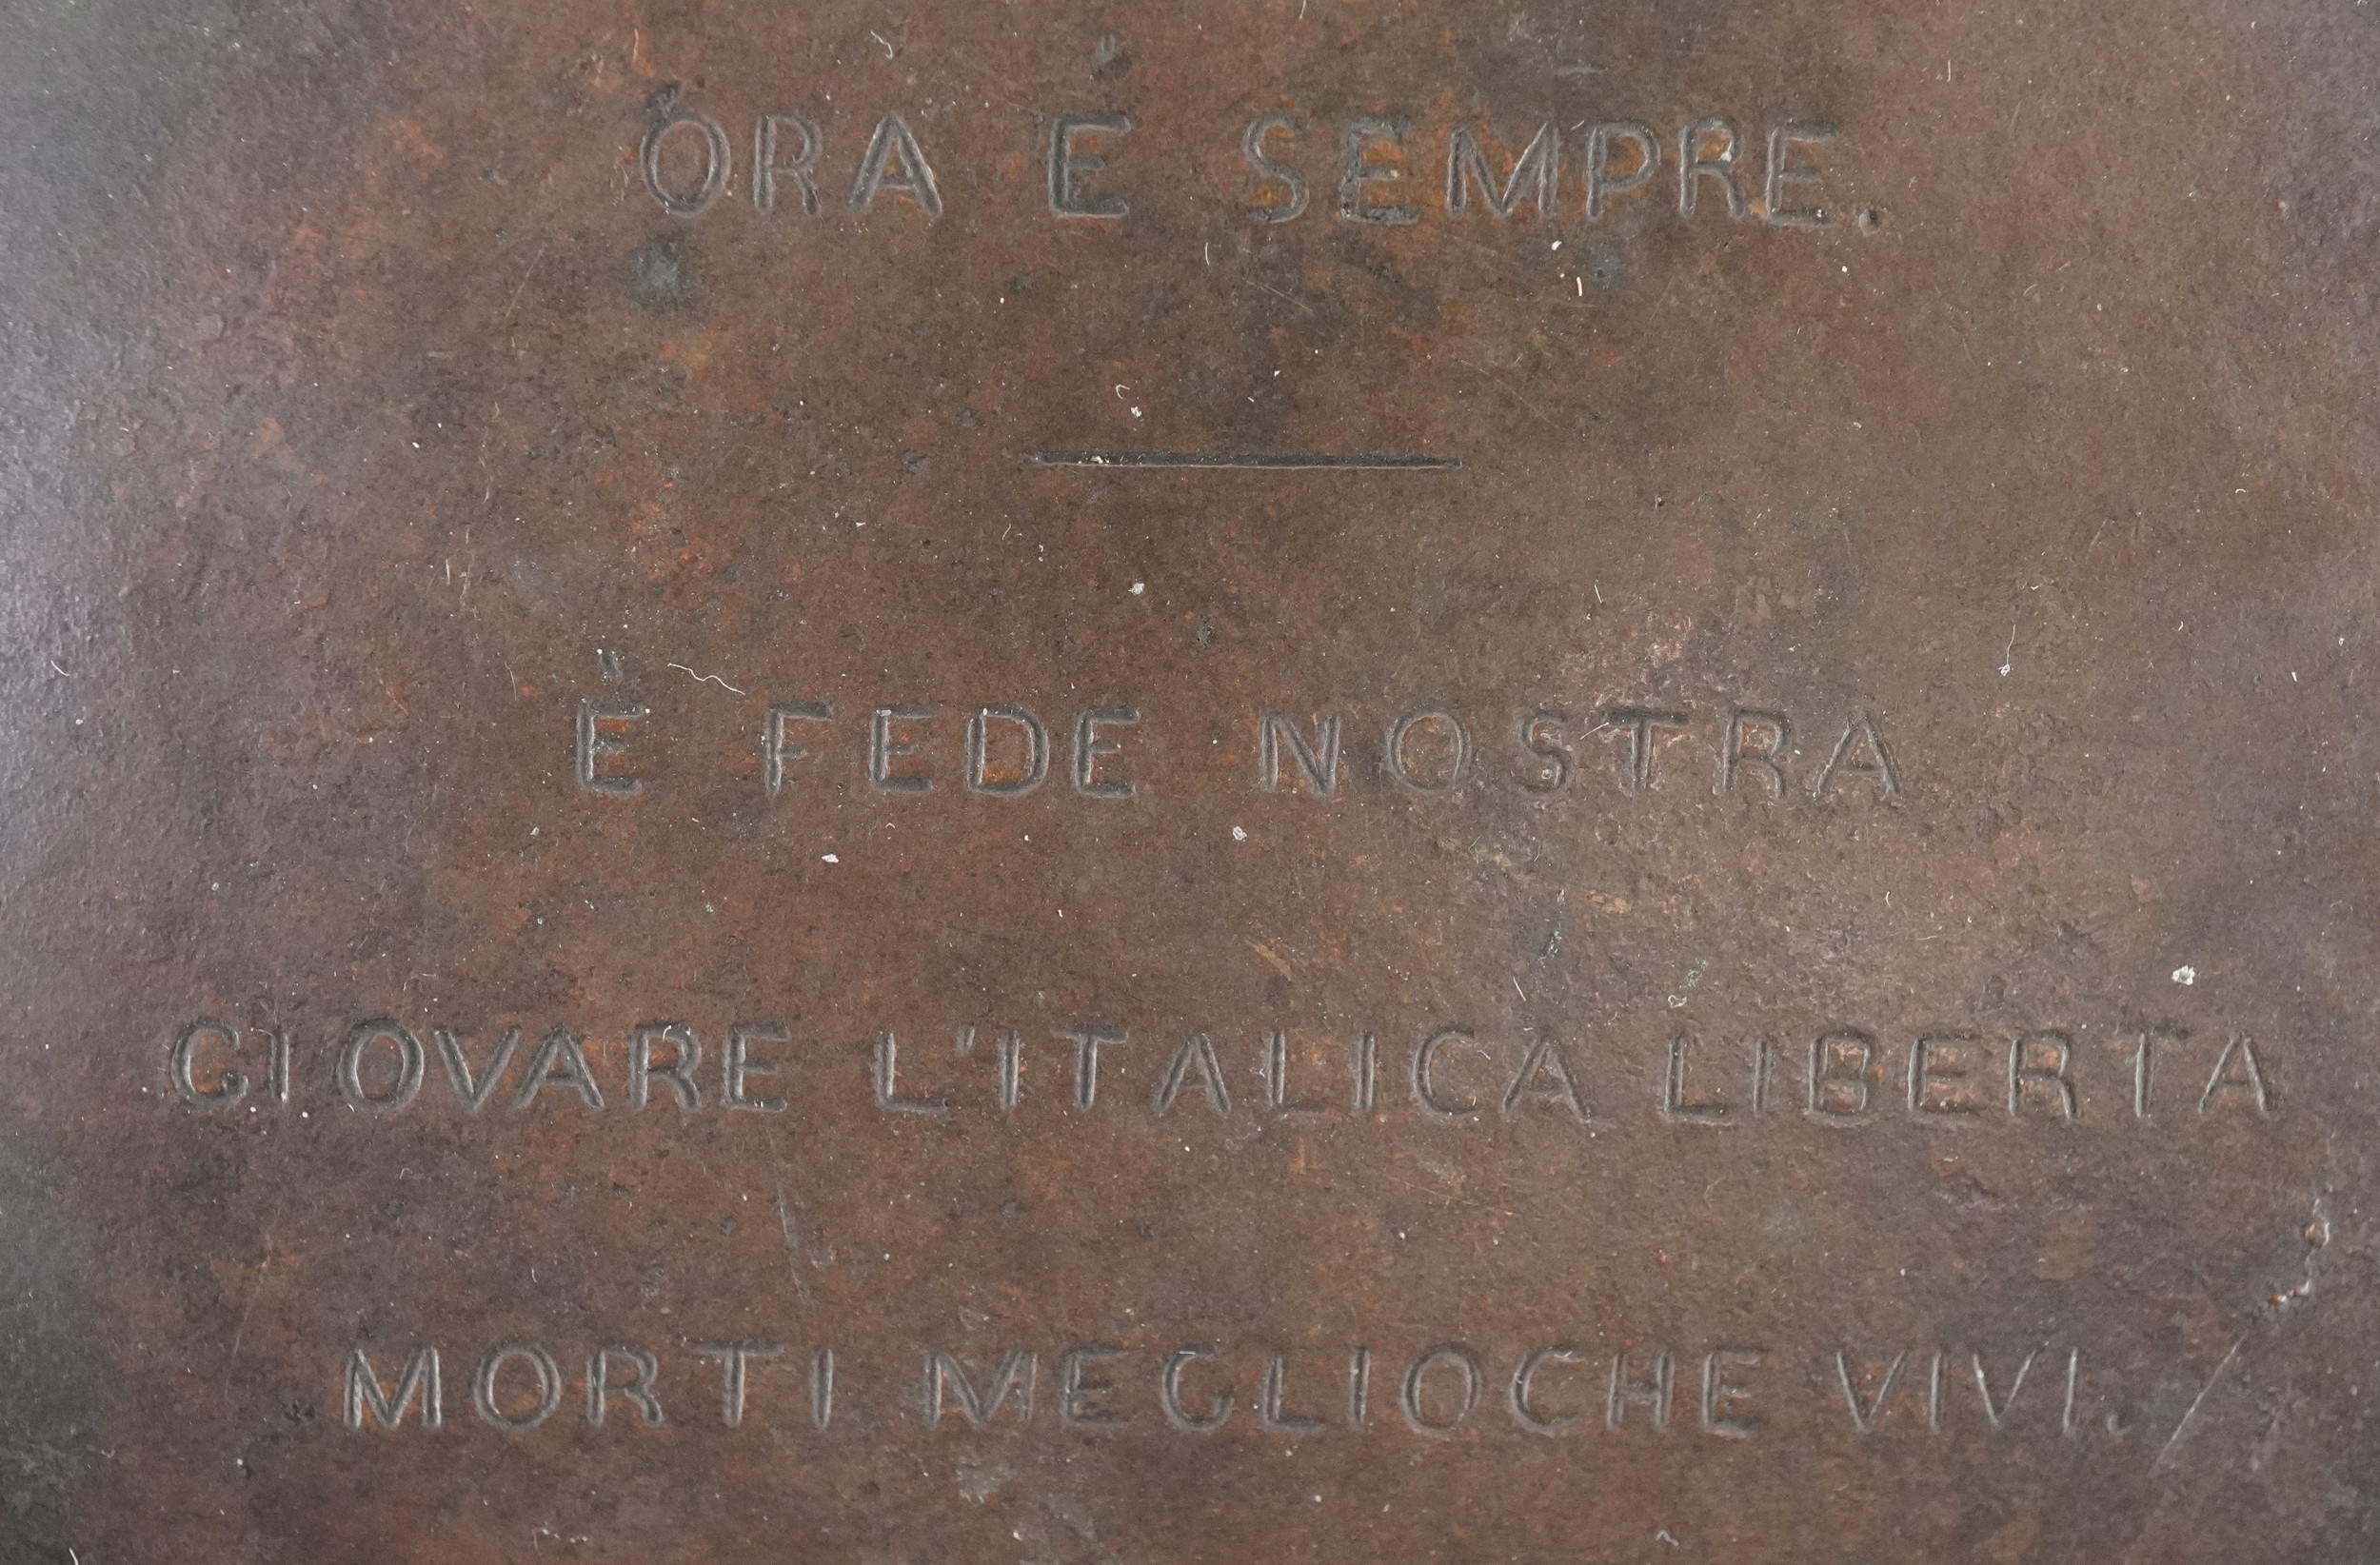 ORA E SEMPRE.
È FEDE NOSTRA
GIOVARE L'ITALICA LIBERTA
MORTI MEGLIOCHE VIVI.